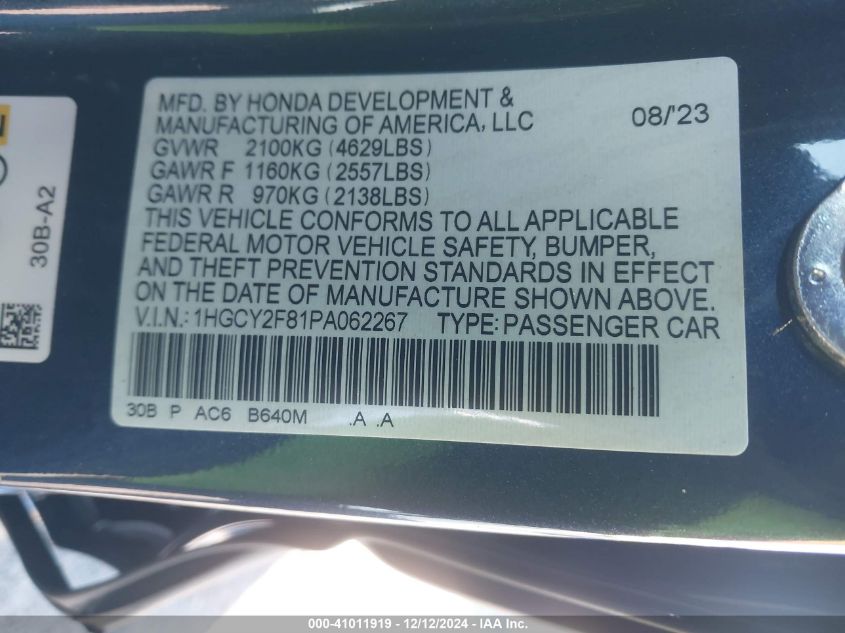 MFD. BY HONDA DEVELOPMENT &
MANUFACTURING OF AMERICA, LLC 08/'23
GVWR 2100KG (4629LBS)
GAWR F 1160KG (2557LBS)
GAWR R 970KG (2138LBS)
THIS VEHICLE CONFORMS TO ALL APPLICABLE
FEDERAL MOTOR VEHICLE SAFETY, BUMPER,
AND THEFT PREVENTION STANDARDS IN EFFECT
ON THE DATE OF MANUFACTURE SHOWN ABOVE.
V.I.N.: 1HGCY2F81PA062267 TYPE: PASSENGER CAR
30B P AC6 B640M .A .A
30B-A2
000-41011919 - 12/12/2024 - IAA Inc.